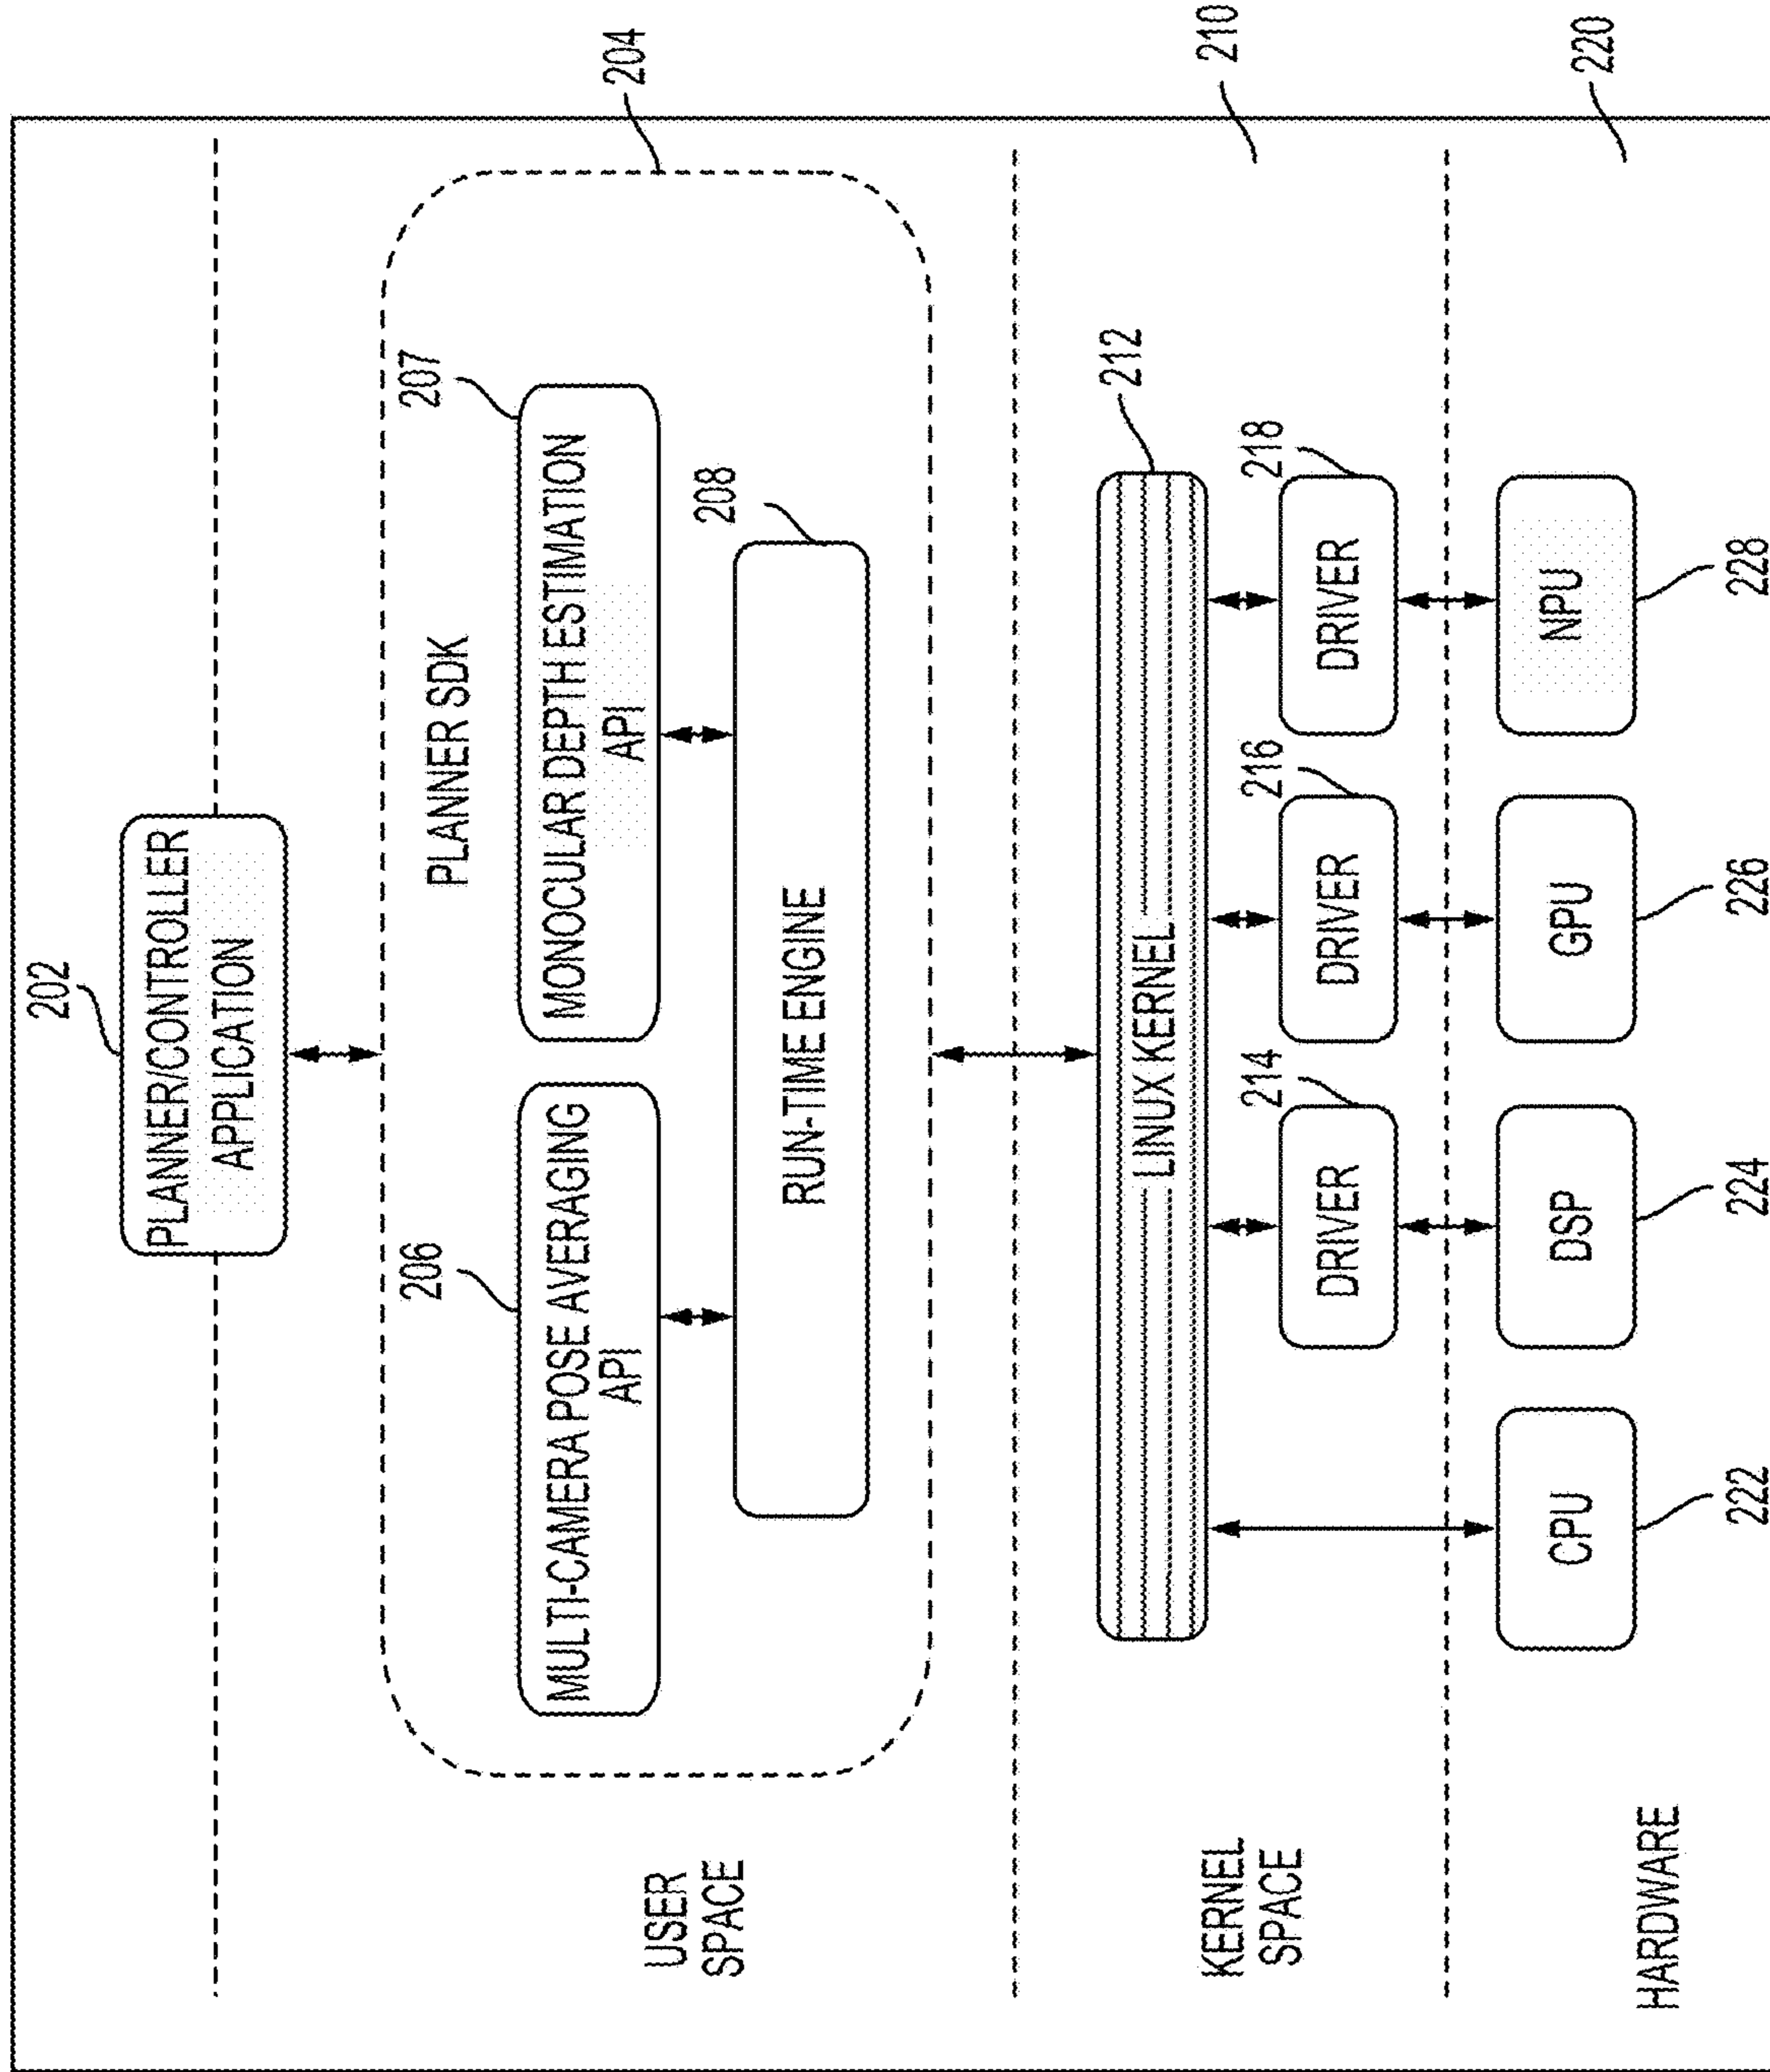 202
PLANNER/CONTROLLER
APPLICATION
204
PLANNER SDK
206
MULTI-CAMERA POSE AVERAGING
API
207
MONOCULAR DEPTH ESTIMATION
API
208
RUN-TIME ENGINE
USER
SPACE
210
212
LINUX KERNEL
214
DRIVER
216
DRIVER
218
DRIVER
KERNEL
SPACE
220
CPU
DSP
GPU
NPU
222
224
226
228
HARDWARE